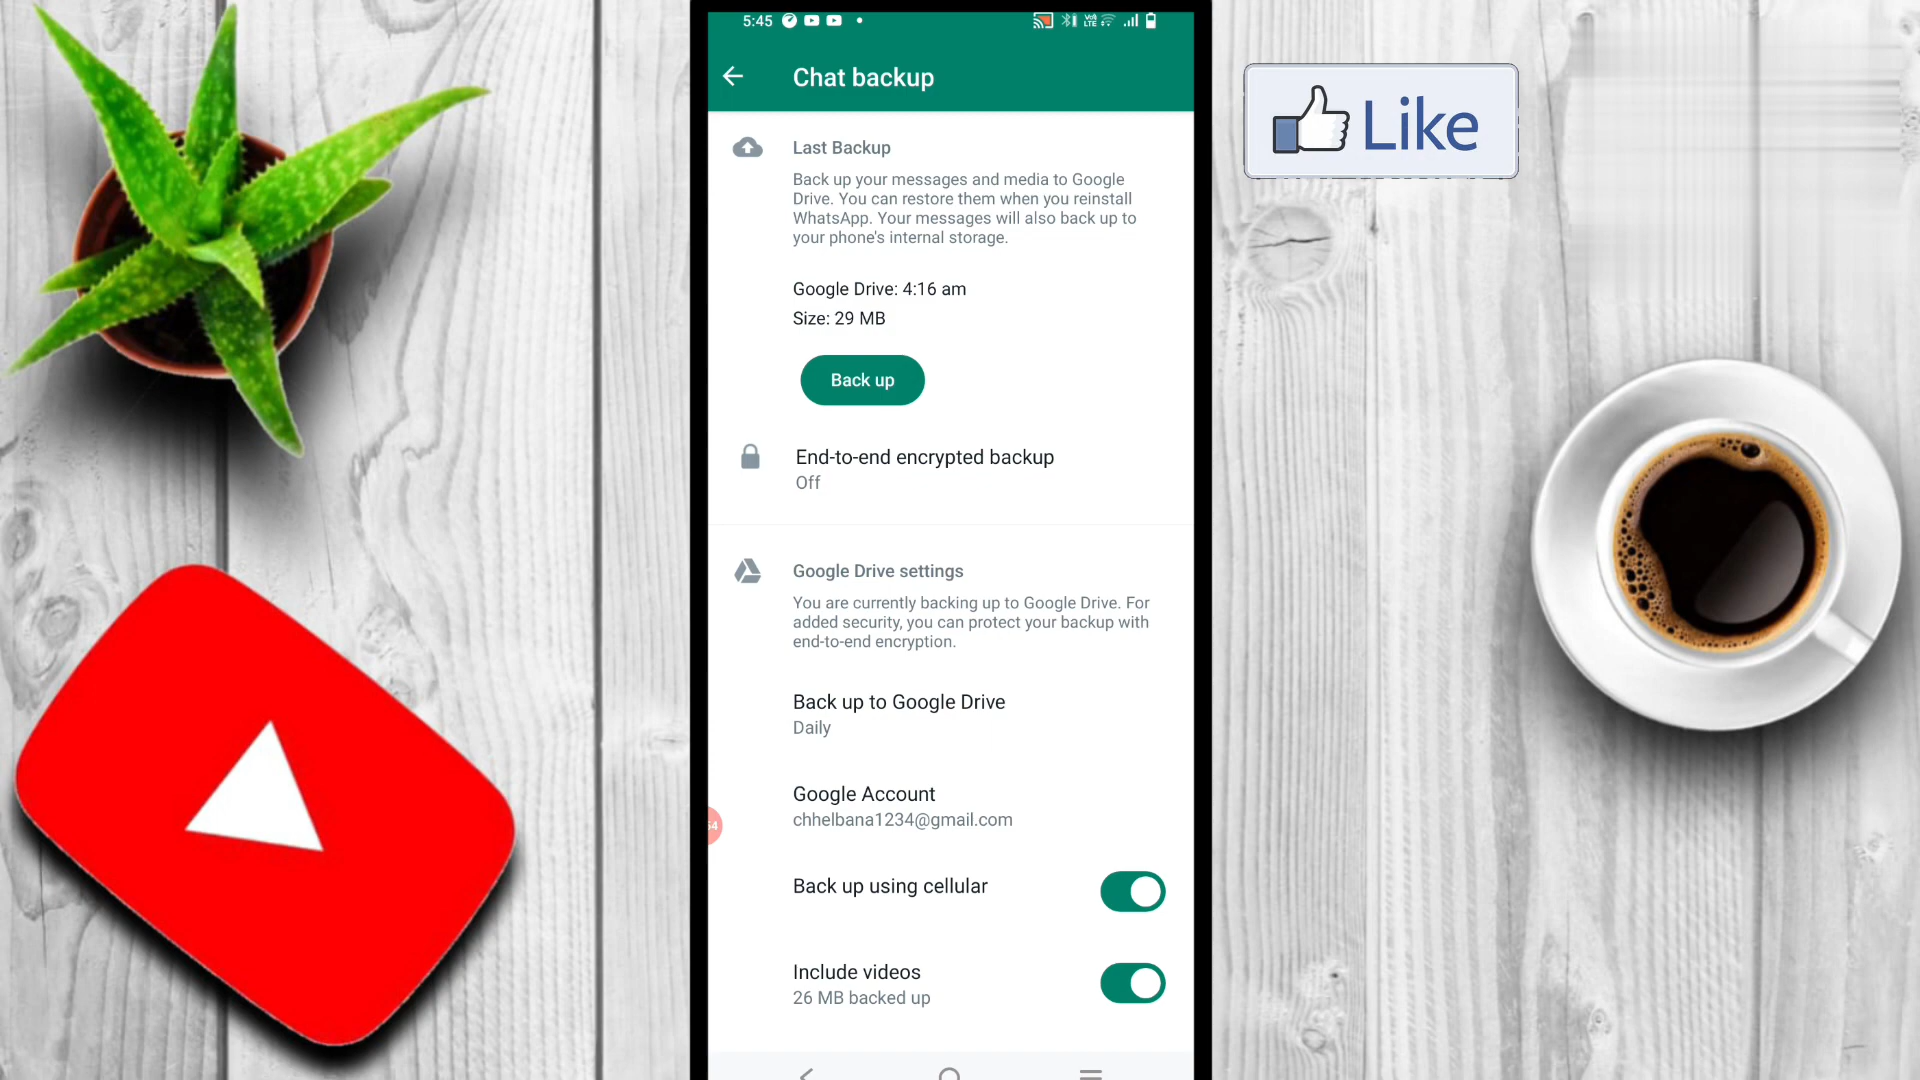 5:45
Chat backup
Like
Last Backup
Back up your messages and media to Google
Drive. You can restore them when you reinstall
WhatsApp. Your messages will also back up to
your phone's internal storage.
Google Drive: 4:16 am
Size: 29 MB
Back up
End-to-end encrypted backup
Off
Google Drive settings
You are currently backing up to Google Drive. For
added security, you can protect your backup with
end-to-end encryption.
Back up to Google Drive
Daily
Google Account
chhelbana1234@gmail.com
54
Back up using cellular
Include videos
26 MB backed up